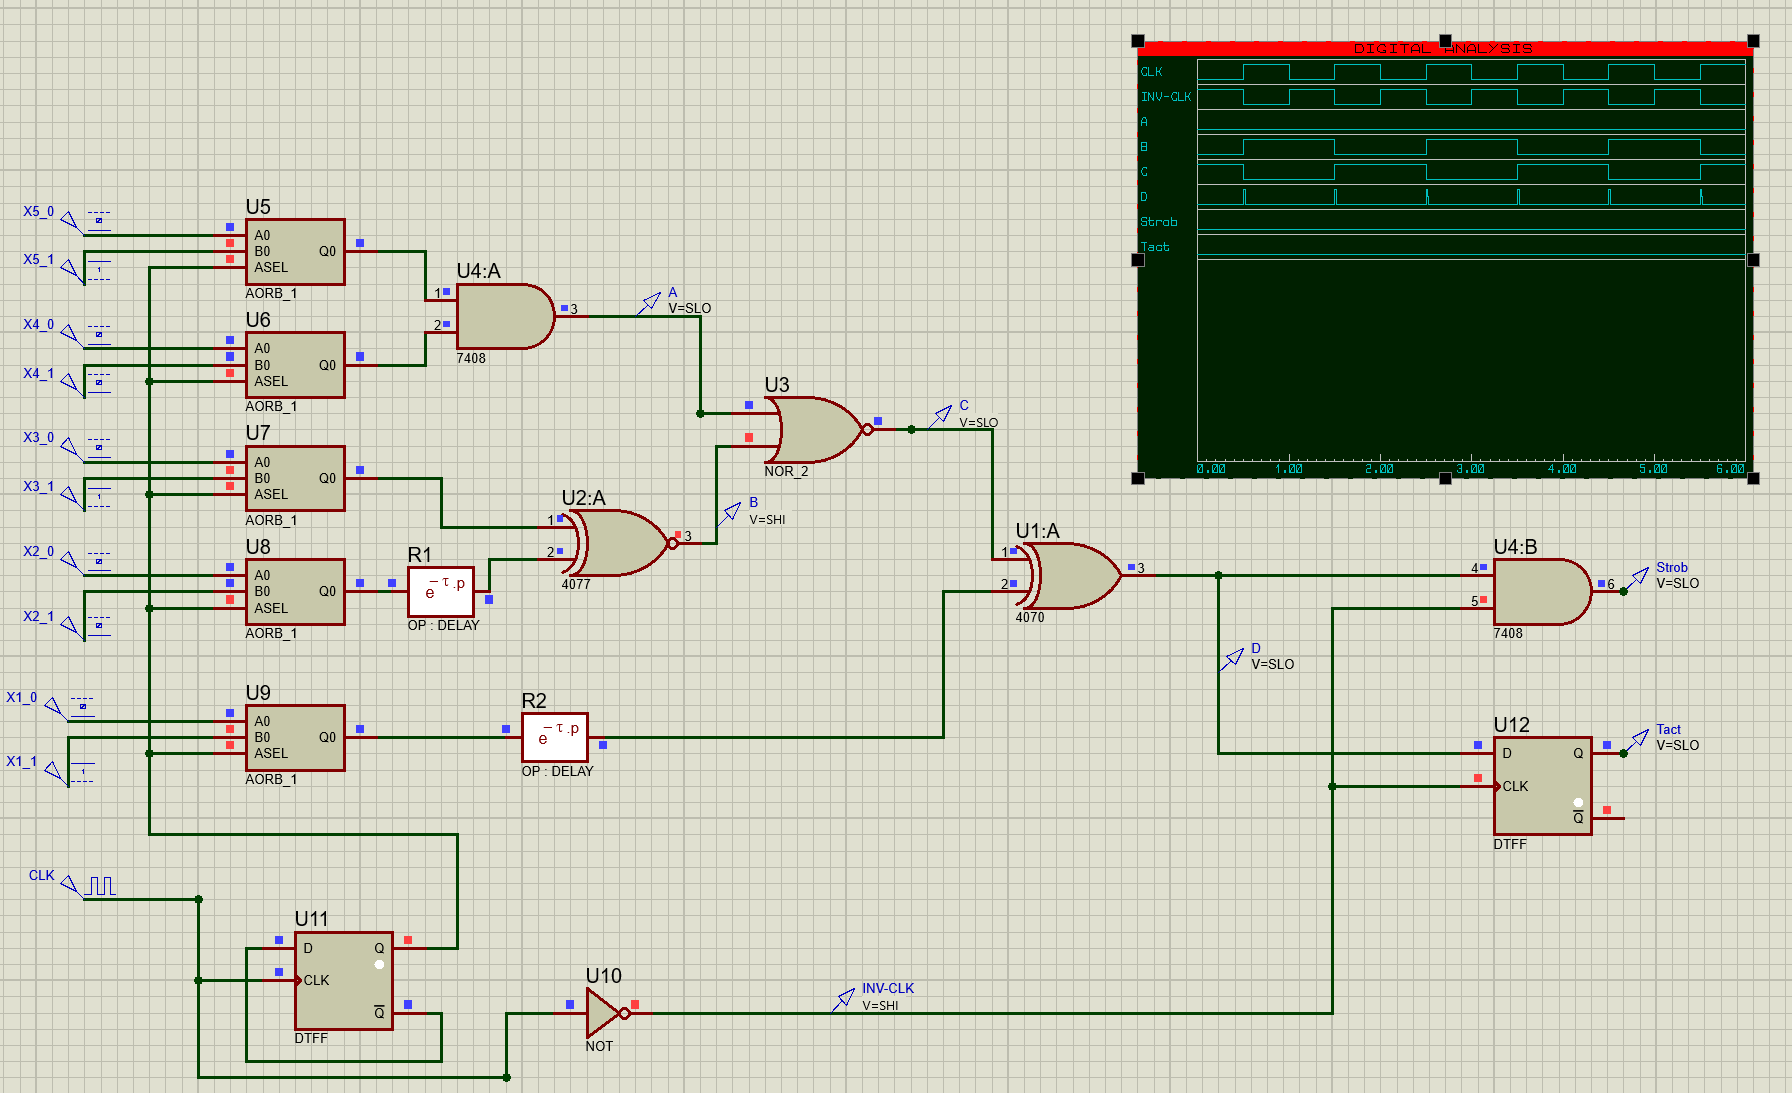 DIGITAL ANALYSIS
CLK
INV-CLK
A
B
C
D
Strob
Tact
0.00 1.00 2.00 3.00 4.00 5.00 6.00
X5_0
X5_1
U5
A0
B0
ASEL
Q0
AORB_1
X4_0
X4_1
U6
A0
B0
ASEL
Q0
AORB_1
X3_0
X3_1
U7
A0
B0
ASEL
Q0
AORB_1
X2_0
X2_1
U8
A0
B0
ASEL
Q0
AORB_1
X1_0
X1_1
U9
A0
B0
ASEL
Q0
AORB_1
U4:A
1
2
3
7408
A
V=SLO
U3
NOR_2
C
V=SLO
U2:A
1
2
3
4077
B
V=SHI
R1
e−τ.p
OP : DELAY
R2
e−τ.p
OP : DELAY
U1:A
1
2
3
4070
D
V=SLO
U4:B
4
5
6
7408
Strob
V=SLO
U12
D
CLK
Q
Q
DTFF
Tact
V=SLO
CLK
U11
D
CLK
Q
Q
DTFF
U10
NOT
INV-CLK
V=SHI